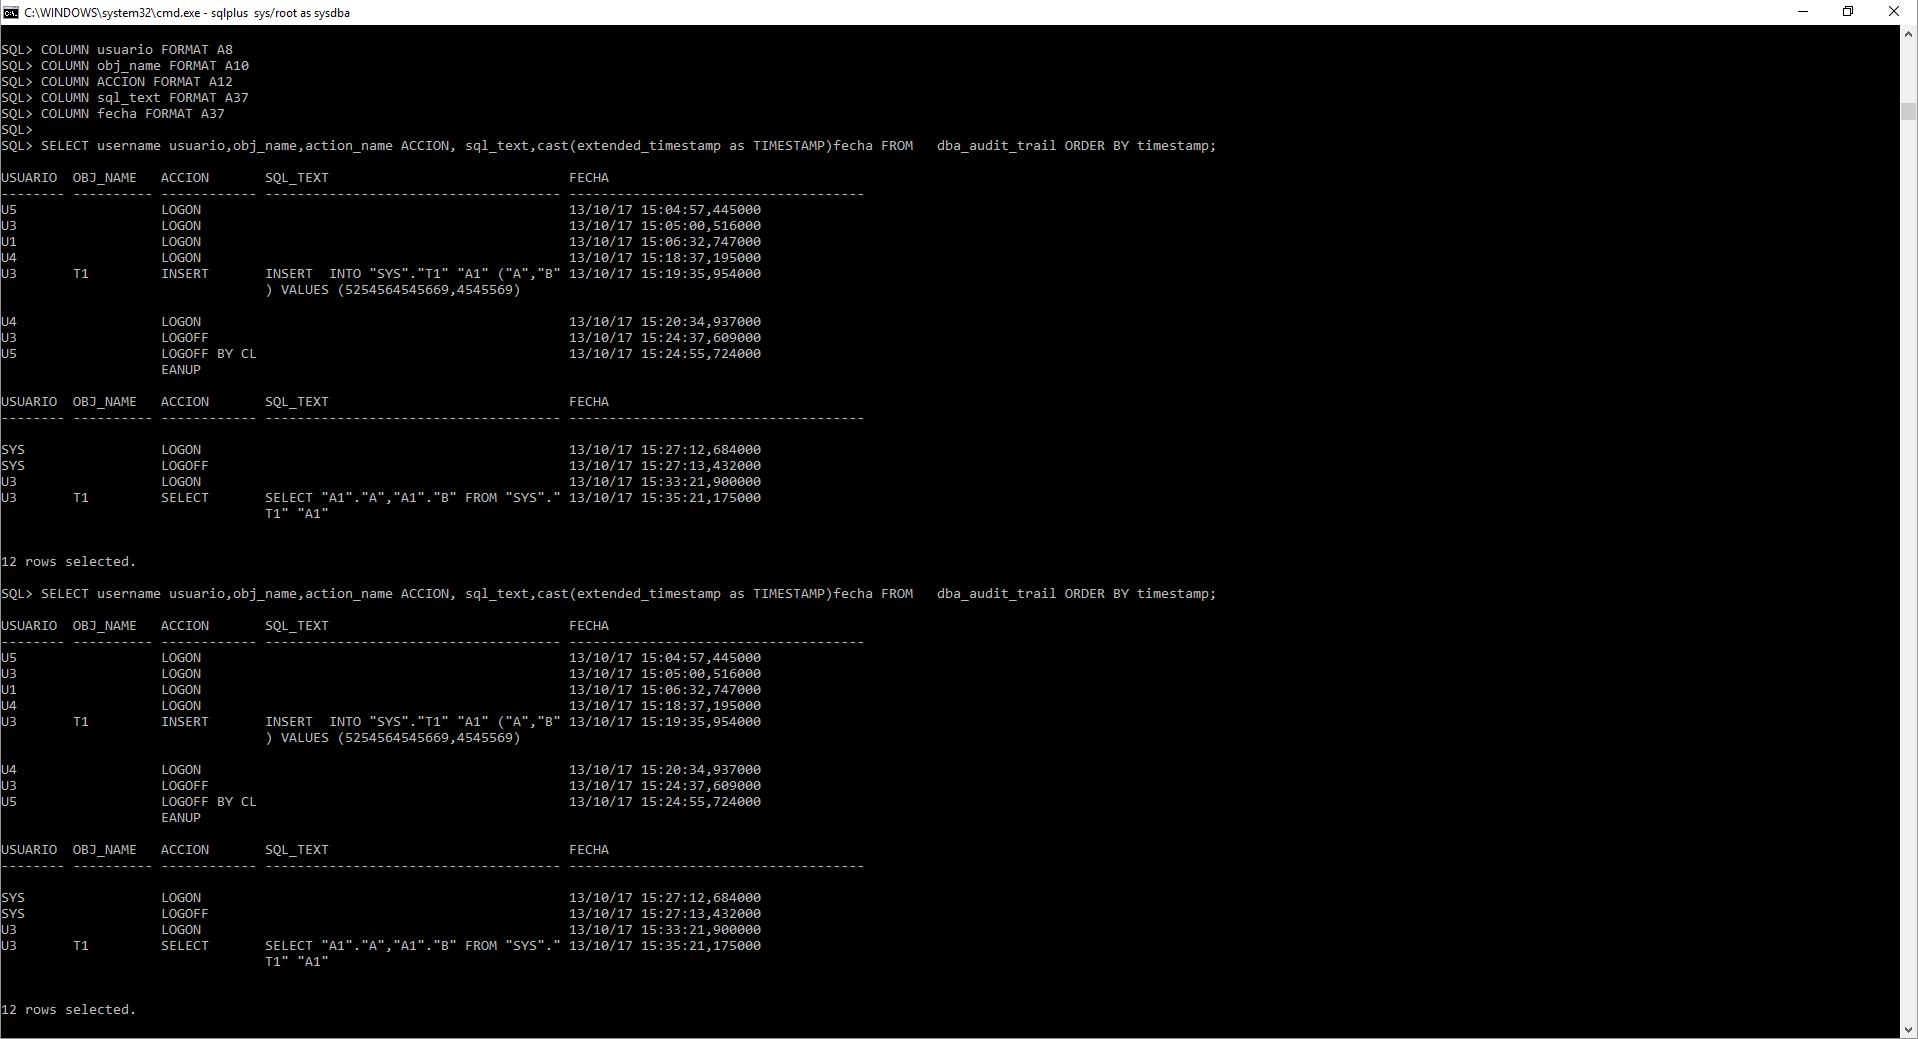 C:\WINDOWS\system32\cmd.exe - sqlplus  sys/root as sysdba
SQL> COLUMN usuario FORMAT A8
SQL> COLUMN obj_name FORMAT A10
SQL> COLUMN ACCION FORMAT A12
SQL> COLUMN sql_text FORMAT A37
SQL> COLUMN fecha FORMAT A37
SQL>
SQL> SELECT username usuario,obj_name,action_name ACCION, sql_text,cast(extended_timestamp as TIMESTAMP)fecha FROM   dba_audit_trail ORDER BY timestamp;
USUARIO  OBJ_NAME   ACCION       SQL_TEXT                              FECHA
-------- ---------- ------------ ------------------------------------- -------------------------------------
U5                  LOGON                                              13/10/17 15:04:57,445000
U3                  LOGON                                              13/10/17 15:05:00,516000
U1                  LOGON                                              13/10/17 15:06:32,747000
U4                  LOGON                                              13/10/17 15:18:37,195000
U3       T1         INSERT       INSERT  INTO "SYS"."T1" "A1" ("A","B" 13/10/17 15:19:35,954000
                                 ) VALUES (5254564545669,4545569)
U4                  LOGON                                              13/10/17 15:20:34,937000
U3                  LOGOFF                                             13/10/17 15:24:37,609000
U5                  LOGOFF BY CL                                       13/10/17 15:24:55,724000
                    EANUP
USUARIO  OBJ_NAME   ACCION       SQL_TEXT                              FECHA
-------- ---------- ------------ ------------------------------------- -------------------------------------
SYS                 LOGON                                              13/10/17 15:27:12,684000
SYS                 LOGOFF                                             13/10/17 15:27:13,432000
U3                  LOGON                                              13/10/17 15:33:21,900000
U3       T1         SELECT       SELECT "A1"."A","A1"."B" FROM "SYS"." 13/10/17 15:35:21,175000
                                 T1" "A1"
12 rows selected.
SQL> SELECT username usuario,obj_name,action_name ACCION, sql_text,cast(extended_timestamp as TIMESTAMP)fecha FROM   dba_audit_trail ORDER BY timestamp;
USUARIO  OBJ_NAME   ACCION       SQL_TEXT                              FECHA
-------- ---------- ------------ ------------------------------------- -------------------------------------
U5                  LOGON                                              13/10/17 15:04:57,445000
U3                  LOGON                                              13/10/17 15:05:00,516000
U1                  LOGON                                              13/10/17 15:06:32,747000
U4                  LOGON                                              13/10/17 15:18:37,195000
U3       T1         INSERT       INSERT  INTO "SYS"."T1" "A1" ("A","B" 13/10/17 15:19:35,954000
                                 ) VALUES (5254564545669,4545569)
U4                  LOGON                                              13/10/17 15:20:34,937000
U3                  LOGOFF                                             13/10/17 15:24:37,609000
U5                  LOGOFF BY CL                                       13/10/17 15:24:55,724000
                    EANUP
USUARIO  OBJ_NAME   ACCION       SQL_TEXT                              FECHA
-------- ---------- ------------ ------------------------------------- -------------------------------------
SYS                 LOGON                                              13/10/17 15:27:12,684000
SYS                 LOGOFF                                             13/10/17 15:27:13,432000
U3                  LOGON                                              13/10/17 15:33:21,900000
U3       T1         SELECT       SELECT "A1"."A","A1"."B" FROM "SYS"." 13/10/17 15:35:21,175000
                                 T1" "A1"
12 rows selected.